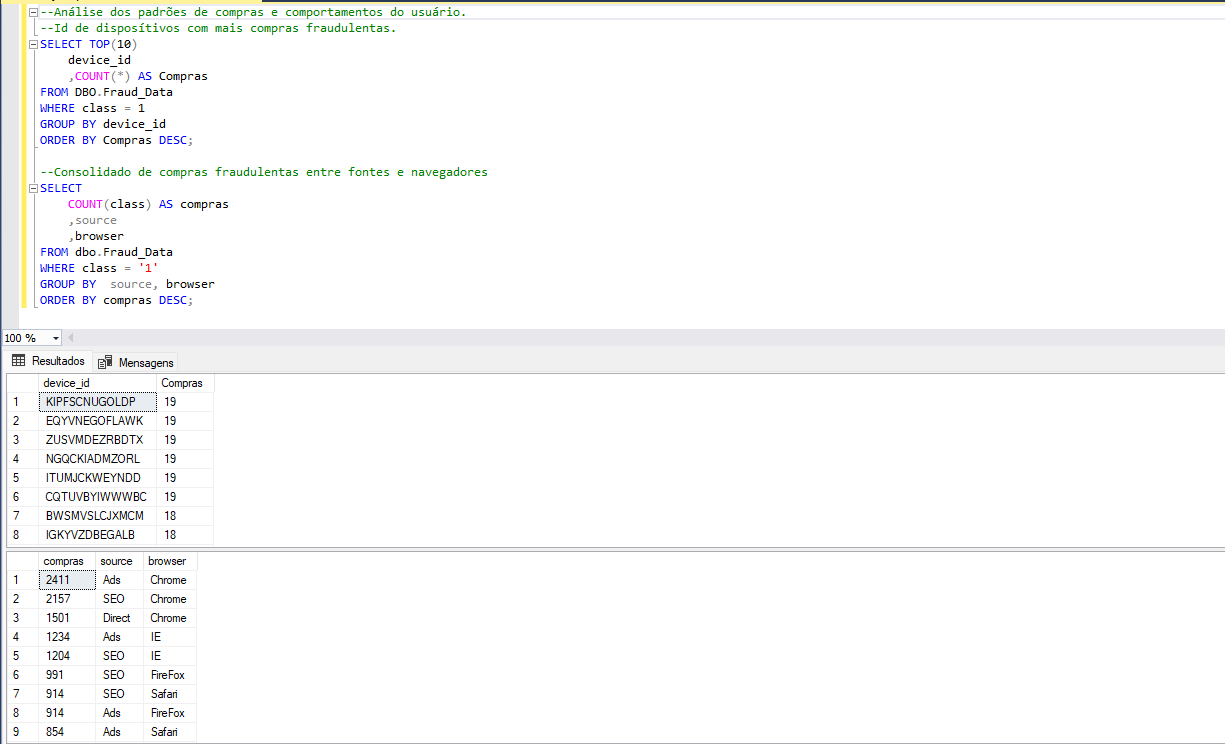 --Análise dos padrões de compras e comportamentos do usuário.
--Id de disposítivos com mais compras fraudulentas.
SELECT TOP(10)
device_id
,COUNT(*) AS Compras
FROM DBO.Fraud_Data
WHERE class = 1
GROUP BY device_id
ORDER BY Compras DESC;
--Consolidado de compras fraudulentas entre fontes e navegadores
SELECT
COUNT(class) AS compras
,source
,browser
FROM dbo.Fraud_Data
WHERE class = '1'
GROUP BY  source, browser
ORDER BY compras DESC;
100 %
Resultados Mensagens
device_id Compras
1 KIPFSCNUGOLDP 19
2 EQYVNEGOFLAWK 19
3 ZUSVMDEZRBDTX 19
4 NGQCKIADMZORL 19
5 ITUMJCKWEYNDD 19
6 CQTUVBYIWWWBC 19
7 BWSMVSLCJXMCM 18
8 IGKYVZDBEGALB 18
compras source browser
1 2411 Ads Chrome
2 2157 SEO Chrome
3 1501 Direct Chrome
4 1234 Ads IE
5 1204 SEO IE
6 991 SEO FireFox
7 914 SEO Safari
8 914 Ads FireFox
9 854 Ads Safari